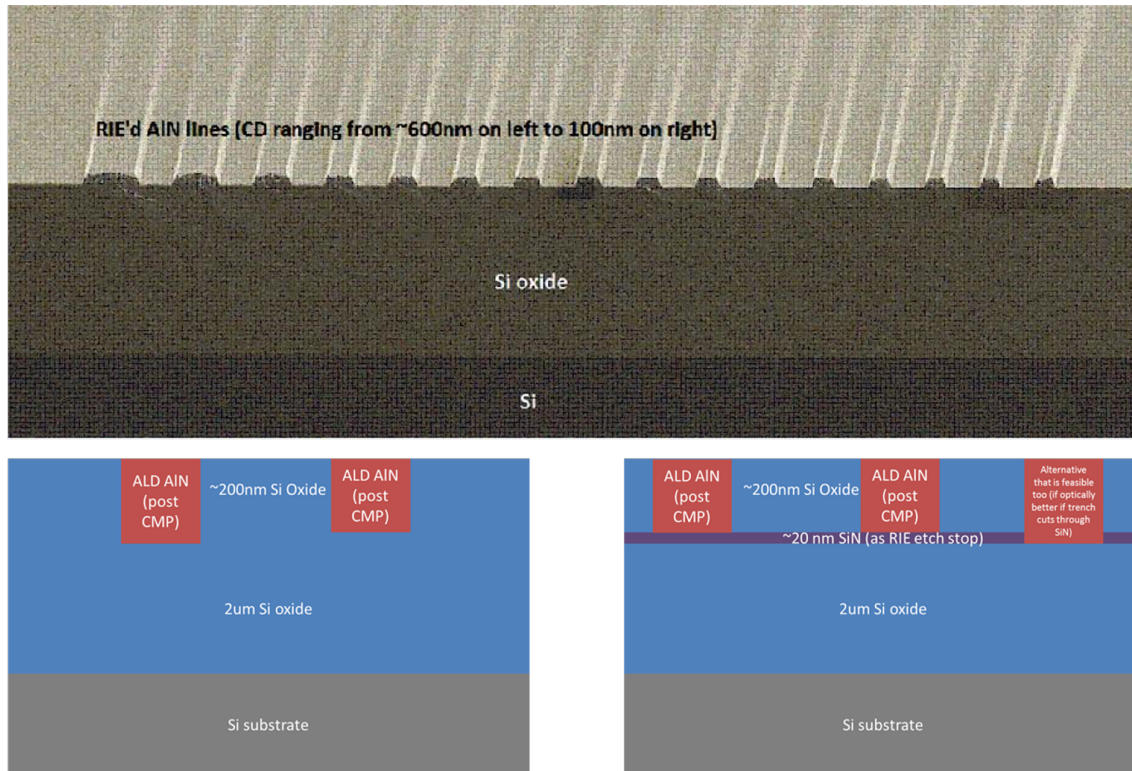 RIE'd AlN lines (CD ranging from ~600nm on left to 100nm on right)
Si oxide
Si
ALD AlN
(post
CMP)
~200nm Si Oxide
ALD AlN
(post
CMP)
2um Si oxide
Si substrate
ALD AlN
(post
CMP)
~200nm Si Oxide
ALD AlN
(post
CMP)
Alternative
that is feasible
too (if optically
better if trench
cuts through
SiN)
~20 nm SiN (as RIE etch stop)
2um Si oxide
Si substrate